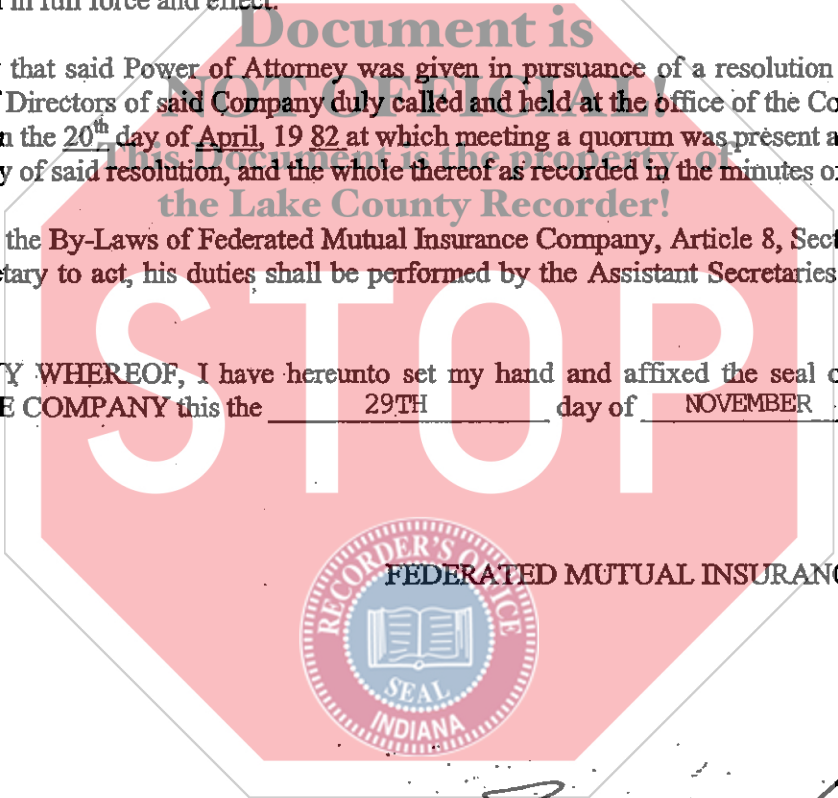 in full force and effect.
Document is
that said Power of Attorney was given in pursuance of a resolution
NOT OFFICIAL!
Directors of said Company duly called and held at the office of the Co
n the 20th day of April, 19 82 at which meeting a quorum was present a
This Document is the property of
y of said resolution, and the whole thereof as recorded in the minutes o
the Lake County Recorder!
the By-Laws of Federated Mutual Insurance Company, Article 8, Sect
etary to act, his duties shall be performed by the Assistant Secretaries
STOP
Y WHEREOF, I have hereunto set my hand and affixed the seal o
E COMPANY this the 29TH day of NOVEMBER
RECORDER'S OFFICE
FEDERATED MUTUAL INSURANC
SEAL
INDIANA